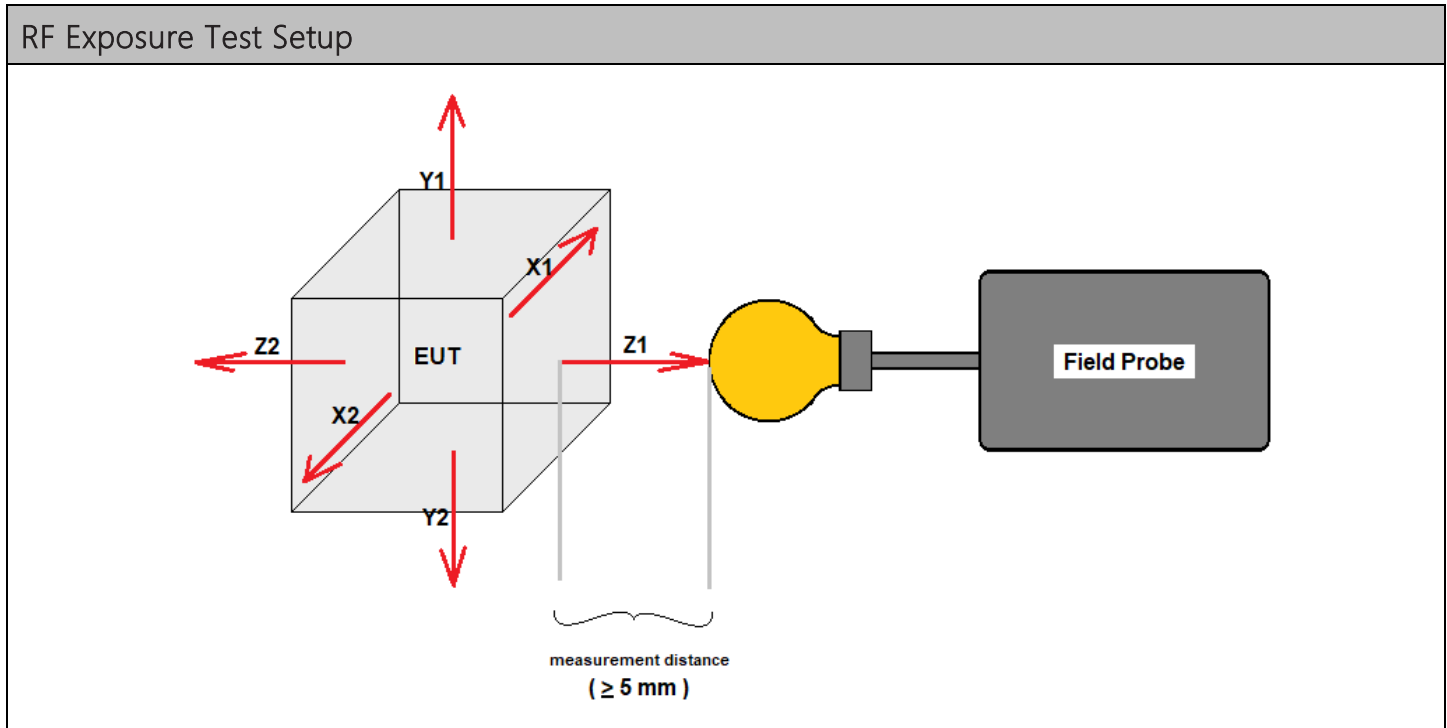 RF Exposure Test Setup
Y1
X1
Z2
EUT
Z1
Field Probe
X2
Y2
measurement distance
( ≥ 5 mm )